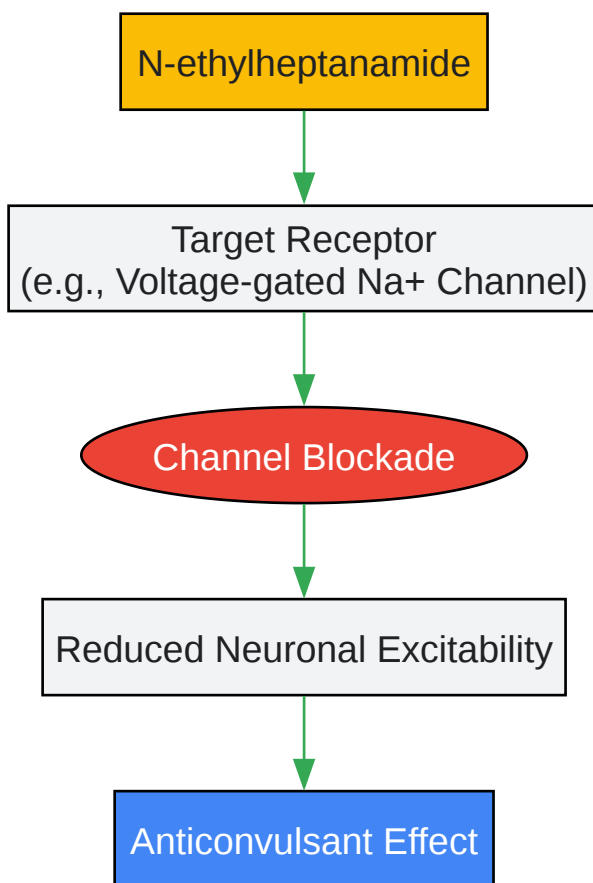 N-ethylheptanamide
Target Receptor
(e.g., Voltage-gated Na+ Channel)
Channel Blockade
Reduced Neuronal Excitability
Anticonvulsant Effect